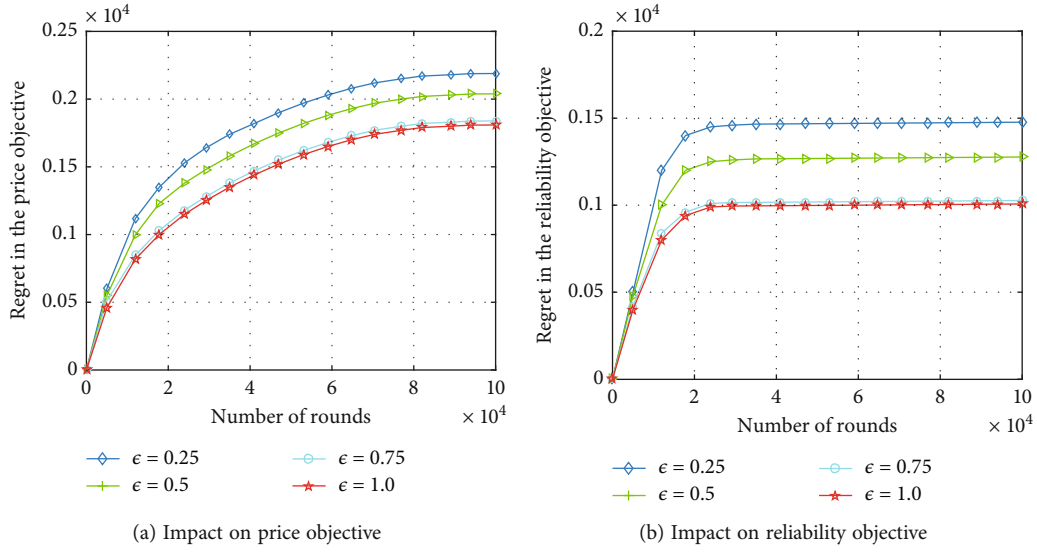 × 10⁴
0.25
0.2
0.15
0.1
0.05
0
0 2 4 6 8 10
Regret in the price objective
Number of rounds
× 10⁴
ϵ = 0.25 ϵ = 0.75
ϵ = 0.5 ϵ = 1.0
(a) Impact on price objective
× 10⁴
0.2
0.15
0.1
0.05
0
0 2 4 6 8 10
Regret in the reliability objective
Number of rounds
× 10⁴
ϵ = 0.25 ϵ = 0.75
ϵ = 0.5 ϵ = 1.0
(b) Impact on reliability objective